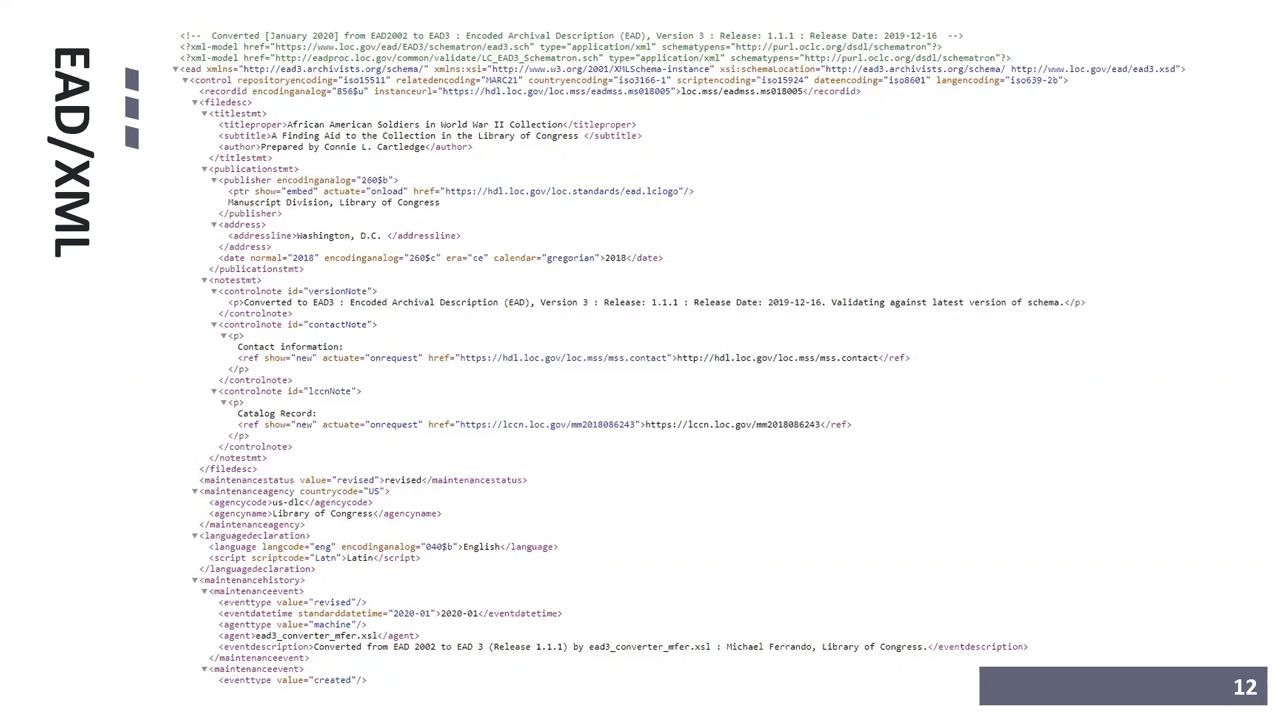 EAD/XML
<!-- Converted [January 2020] from EAD2002 to EAD3 : Encoded Archival Description (EAD), Version 3 : Release: 1.1.1 : Release Date: 2019-12-16 -->
<?xml-model href="https://www.loc.gov/ead/EAD3/schematron/ead3.sch" type="application/xml" schematypens="http://purl.oclc.org/dsdl/schematron"?>
<?xml-model href="https://eadproc.loc.gov/common/validate/LC_EAD3_Schematron.sch" type="application/xml" schematypens="http://purl.oclc.org/dsdl/schematron"?>
<ead xmlns="http://ead3.archivists.org/schema/" xmlns:xsi="http://www.w3.org/2001/XMLSchema-instance" xsi:schemaLocation="http://ead3.archivists.org/schema/ http://www.loc.gov/ead/ead3.xsd">
<control repositoryencoding="iso15511" relatedencoding="MARC21" countryencoding="iso3166-1" scriptencoding="iso15924" dateencoding="iso8601" langencoding="iso639-2b">
<recordid encodinganalog="856$u" instanceurl="https://hdl.loc.gov/loc.mss/eadmss.ms018005">loc.mss/eadmss.ms018005</recordid>
<filedesc>
<titlestmt>
<titleproper>African American Soldiers in World War II Collection</titleproper>
<subtitle>A Finding Aid to the Collection in the Library of Congress </subtitle>
<author>Prepared by Connie L. Cartledge</author>
</titlestmt>
<publicationstmt>
<publisher encodinganalog="260$b">
<ptr show="embed" actuate="onload" href="https://hdl.loc.gov/loc.standards/ead.lclogo"/>
Manuscript Division, Library of Congress
</publisher>
<address>
<addressline>Washington, D.C. </addressline>
</address>
<date normal="2018" encodinganalog="260$c" era="ce" calendar="gregorian">2018</date>
</publicationstmt>
<notestmt>
<controlnote id="versionNote">
<p>Converted to EAD3 : Encoded Archival Description (EAD), Version 3 : Release: 1.1.1 : Release Date: 2019-12-16. Validating against latest version of schema.</p>
</controlnote>
<controlnote id="contactNote">
<p>
Contact information:
<ref show="new" actuate="onrequest" href="https://hdl.loc.gov/loc.mss/mss.contact">http://hdl.loc.gov/loc.mss/mss.contact</ref>
</p>
</controlnote>
<controlnote id="lccnNote">
<p>
Catalog Record:
<ref show="new" actuate="onrequest" href="https://lccn.loc.gov/mm2018086243">https://lccn.loc.gov/mm2018086243</ref>
</p>
</controlnote>
</notestmt>
</filedesc>
<maintenancestatus value="revised">revised</maintenancestatus>
<maintenanceagency countrycode="US">
<agencycode>us-dlc</agencycode>
<agencyname>Library of Congress</agencyname>
</maintenanceagency>
<languagedeclaration>
<language langcode="eng" encodinganalog="040$b">English</language>
<script scriptcode="Latn">Latin</script>
</languagedeclaration>
<maintenancehistory>
<maintenanceevent>
<eventtype value="revised"/>
<eventdatetime standarddatetime="2020-01">2020-01</eventdatetime>
<agenttype value="machine"/>
<agent>ead3_converter_mfer.xsl</agent>
<eventdescription>Converted from EAD 2002 to EAD 3 (Release 1.1.1) by ead3_converter_mfer.xsl : Michael Ferrando, Library of Congress.</eventdescription>
</maintenanceevent>
<maintenanceevent>
<eventtype value="created"/>
12